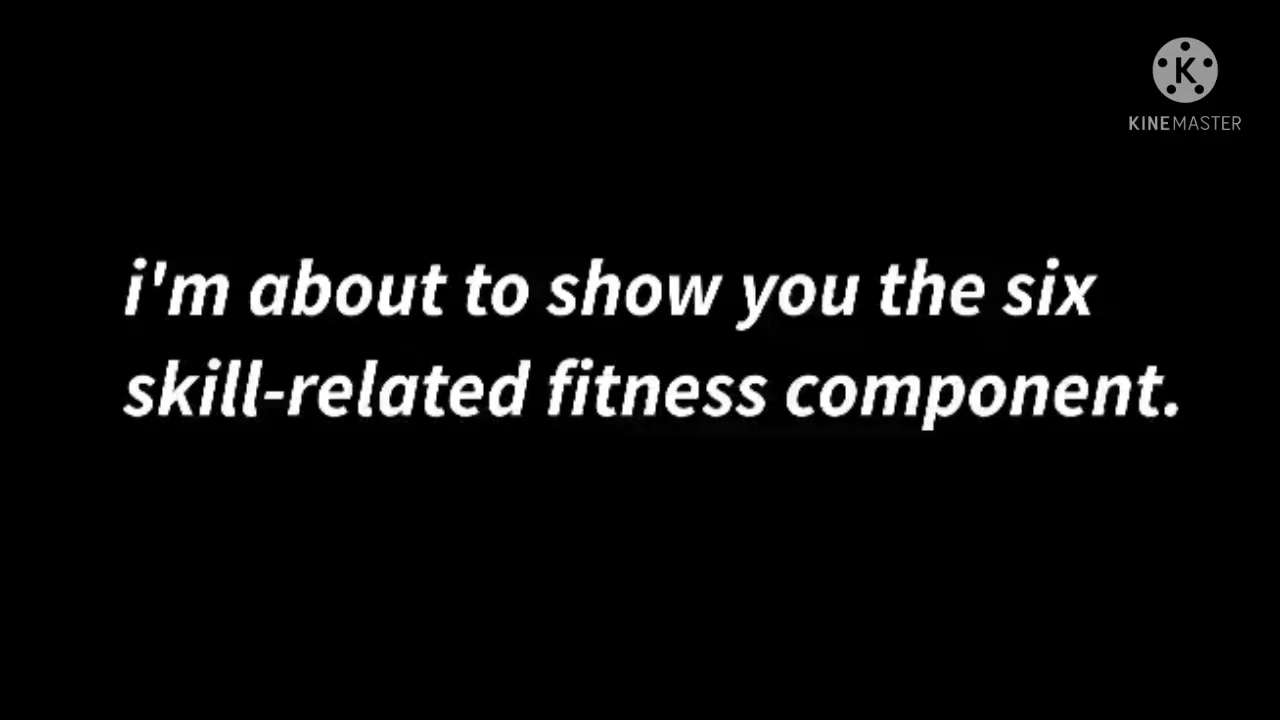 K
KINEMASTER
i'm about to show you the six
skill-related fitness component.